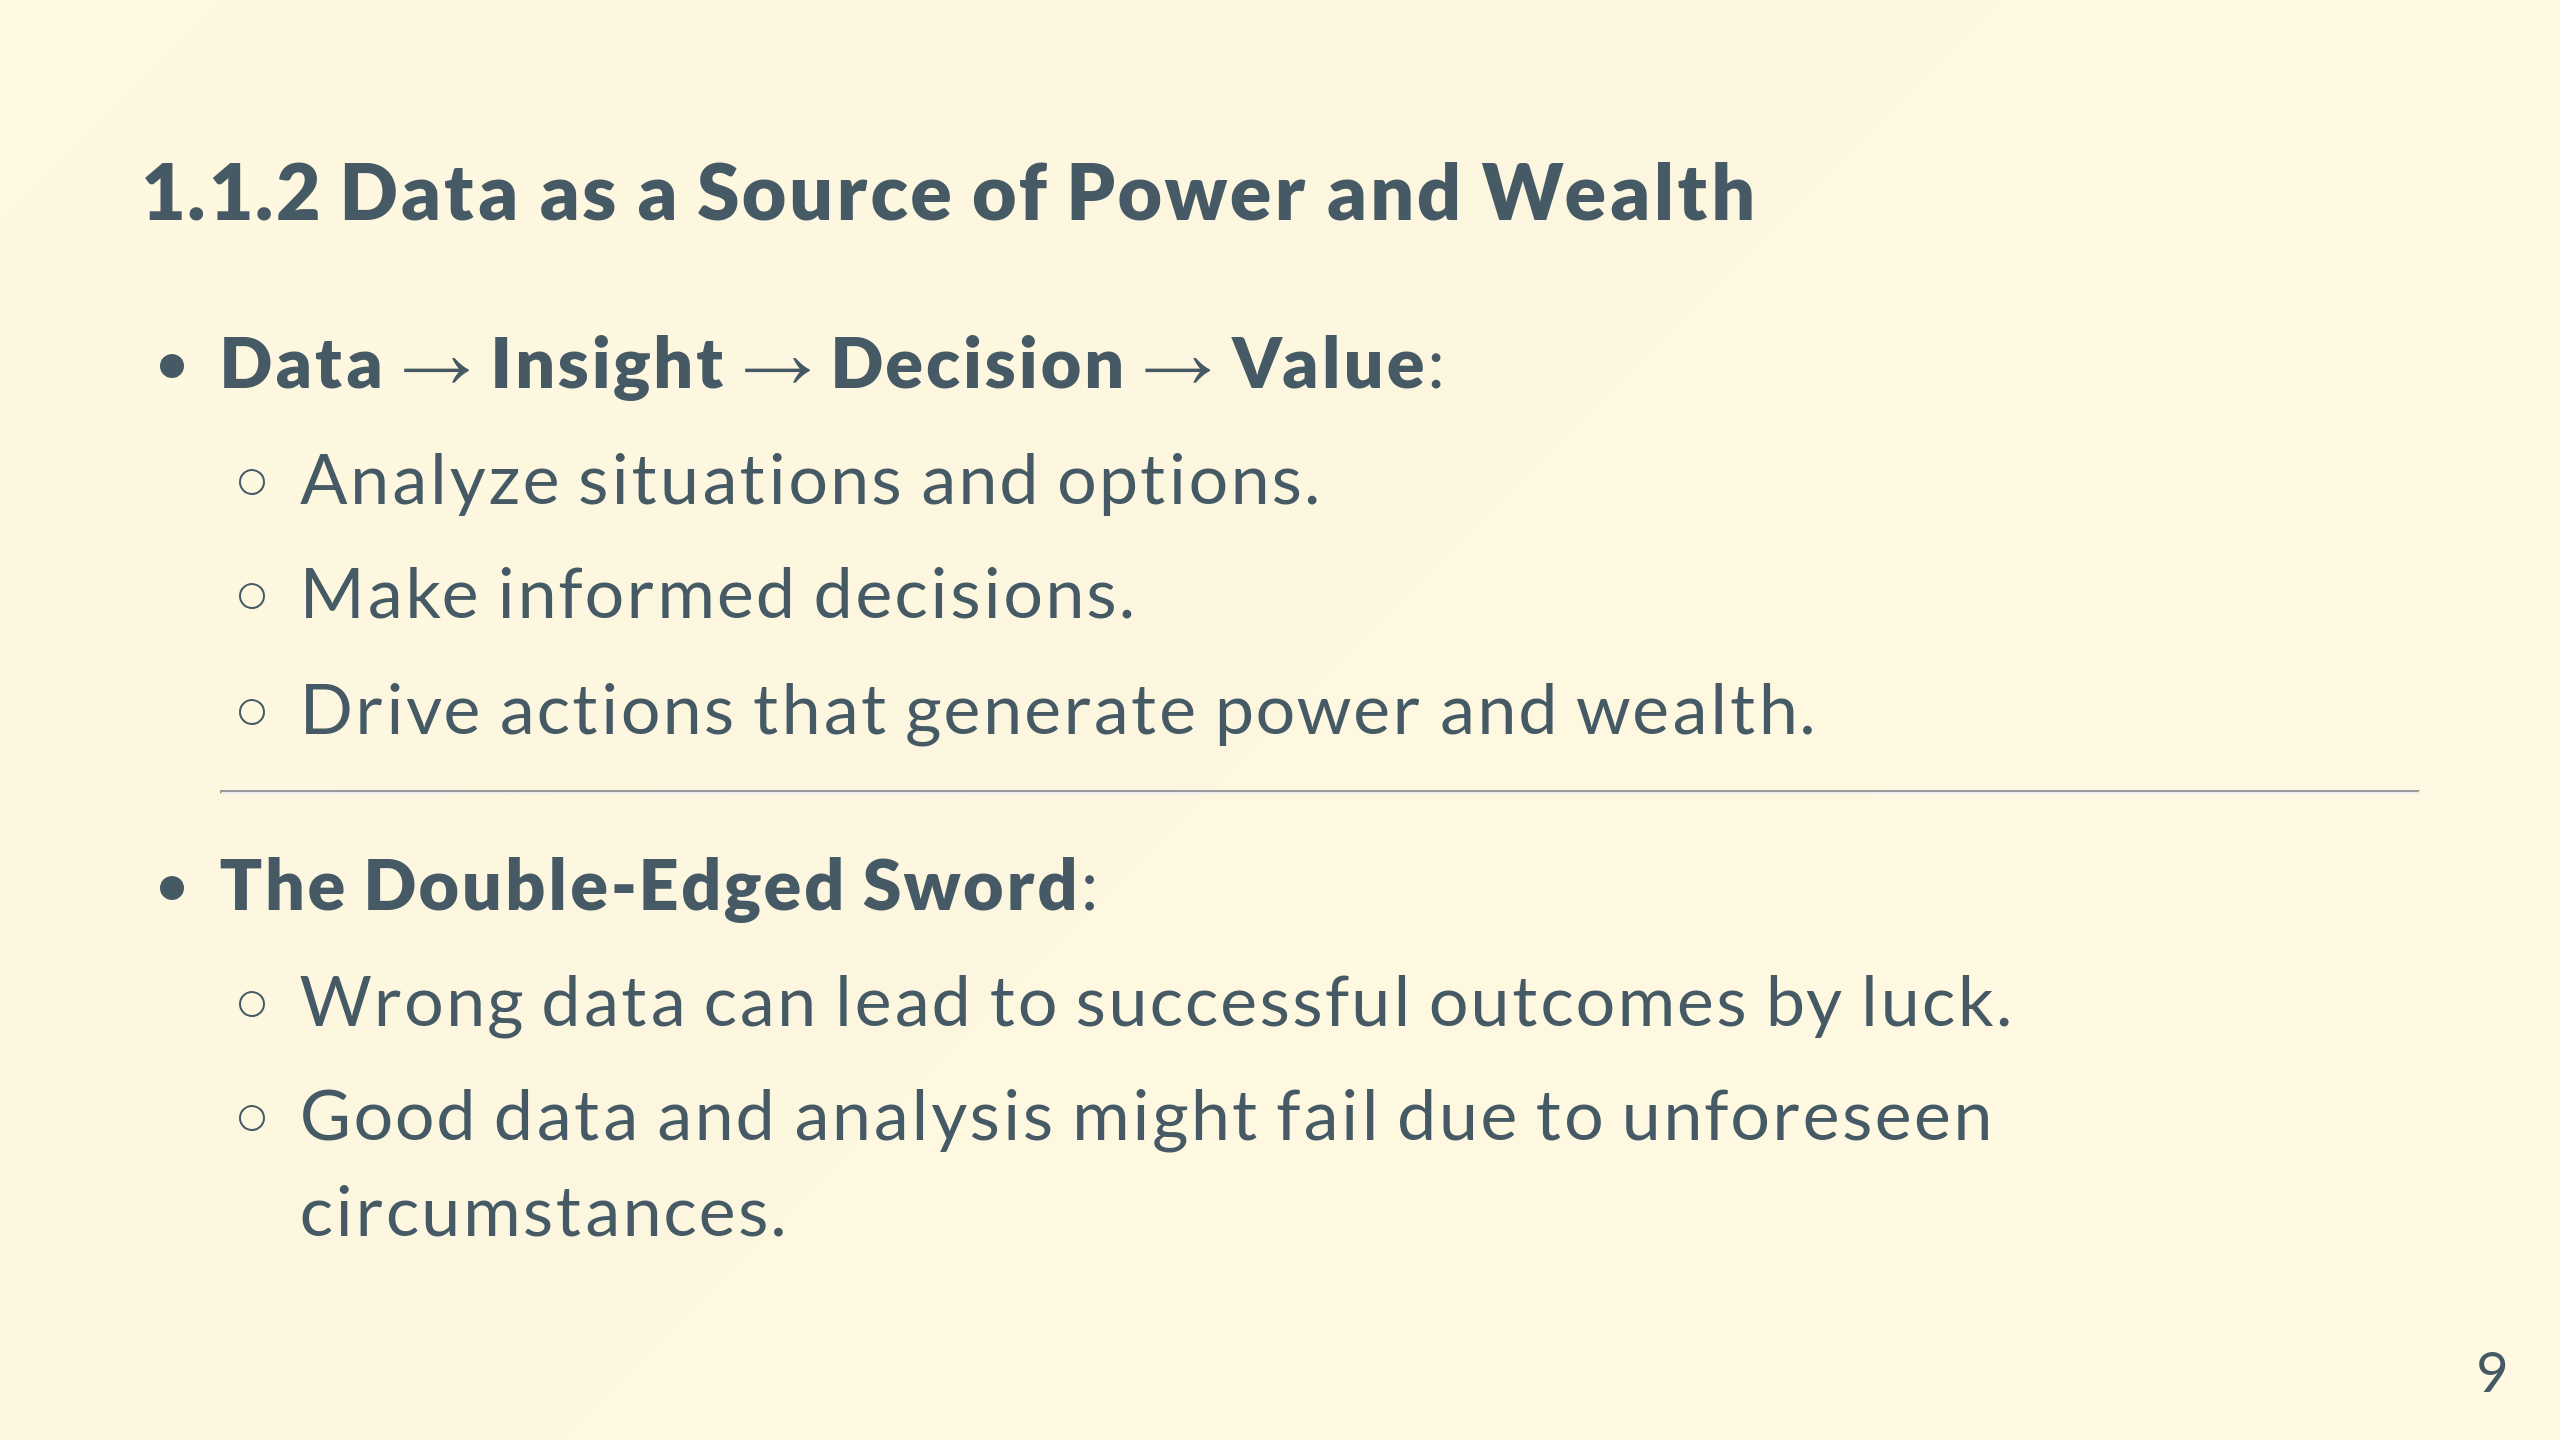 1.1.2 Data as a Source of Power and Wealth
• Data → Insight → Decision → Value:
○ Analyze situations and options.
○ Make informed decisions.
○ Drive actions that generate power and wealth.
• The Double-Edged Sword:
○ Wrong data can lead to successful outcomes by luck.
○ Good data and analysis might fail due to unforeseen
circumstances.
9